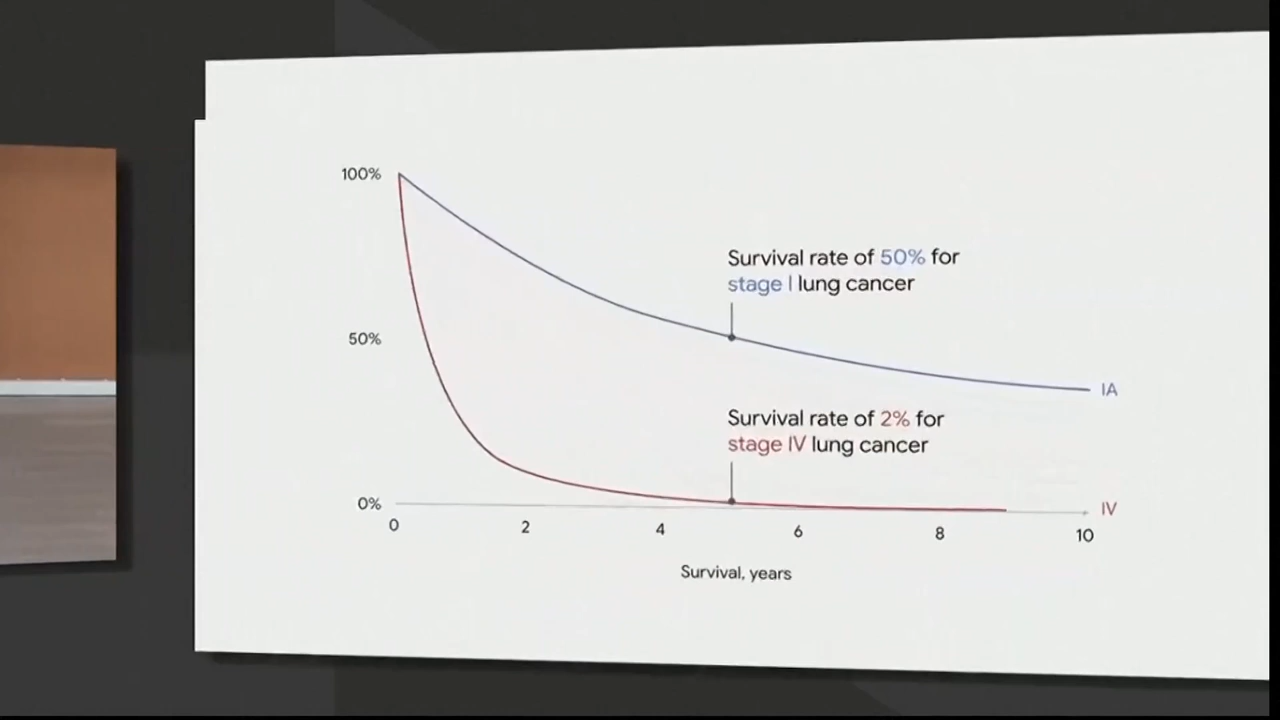 100%
Survival rate of 50% for
stage I lung cancer
50%
IA
Survival rate of 2% for
stage IV lung cancer
0%
IV
0
2
4
6
8
10
Survival, years